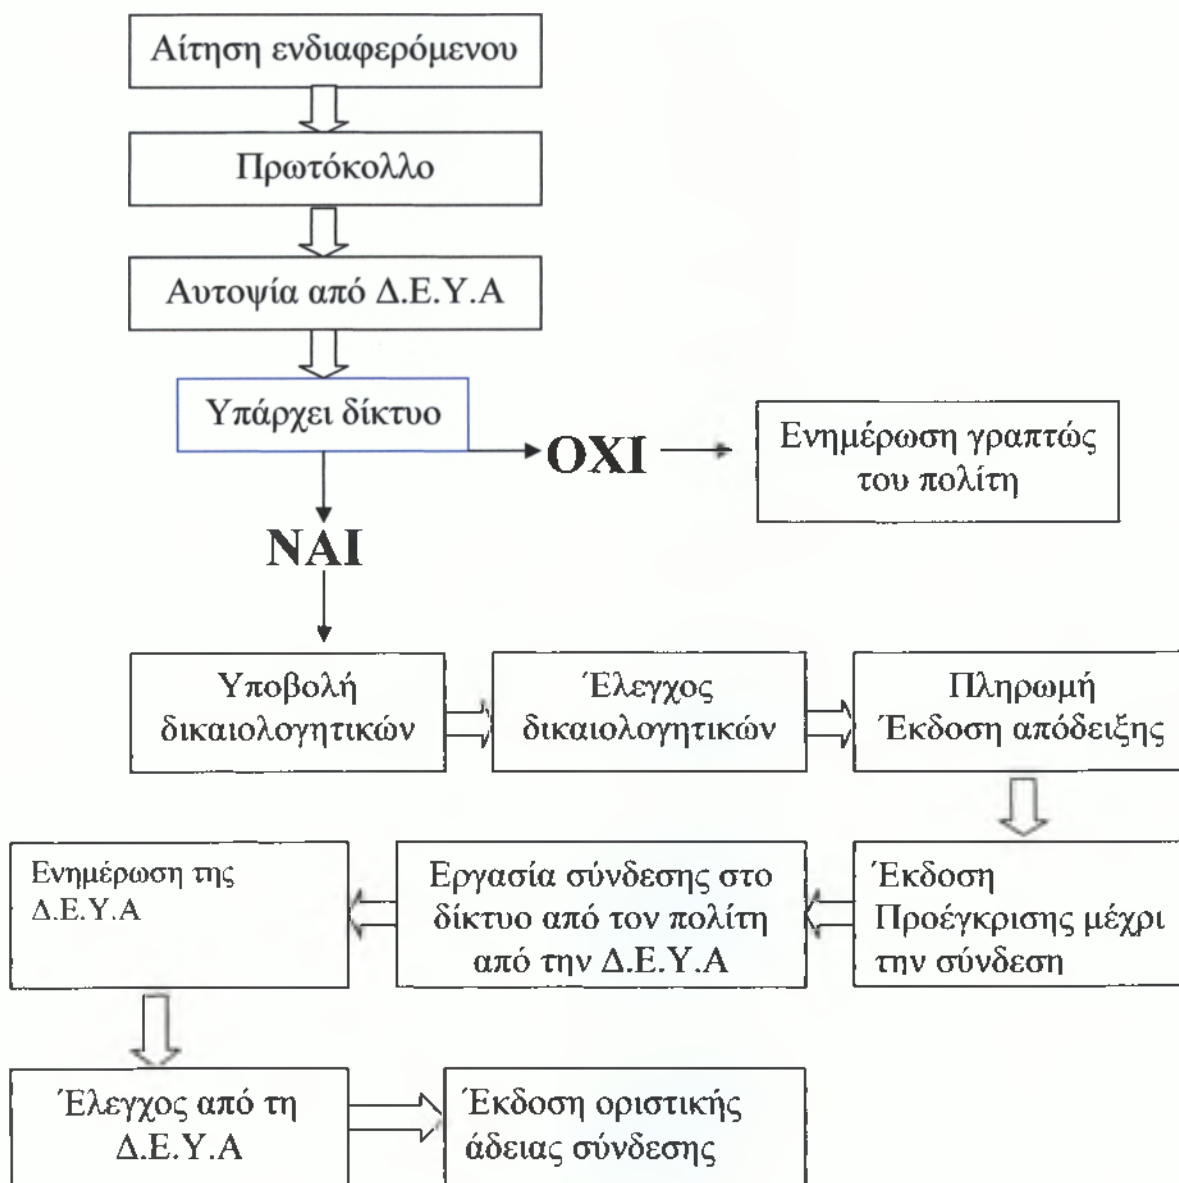 Αίτηση ενδιαφερόμενου
Πρωτόκολλο
Αυτοψία από Δ.Ε.Υ.Α
Υπάρχει δίκτυο
ΟΧΙ
Ενημέρωση γραπτώς
του πολίτη
ΝΑΙ
Υποβολή
δικαιολογητικών
Έλεγχος
δικαιολογητικών
Πληρωμή
Έκδοση απόδειξης
Έκδοση
Προέγκρισης μέχρι
την σύνδεση
Εργασία σύνδεσης στο
δίκτυο από τον πολίτη
από την Δ.Ε.Υ.Α
Ενημέρωση της
Δ.Ε.Υ.Α
Έλεγχος από τη
Δ.Ε.Υ.Α
Έκδοση οριστικής
άδειας σύνδεσης